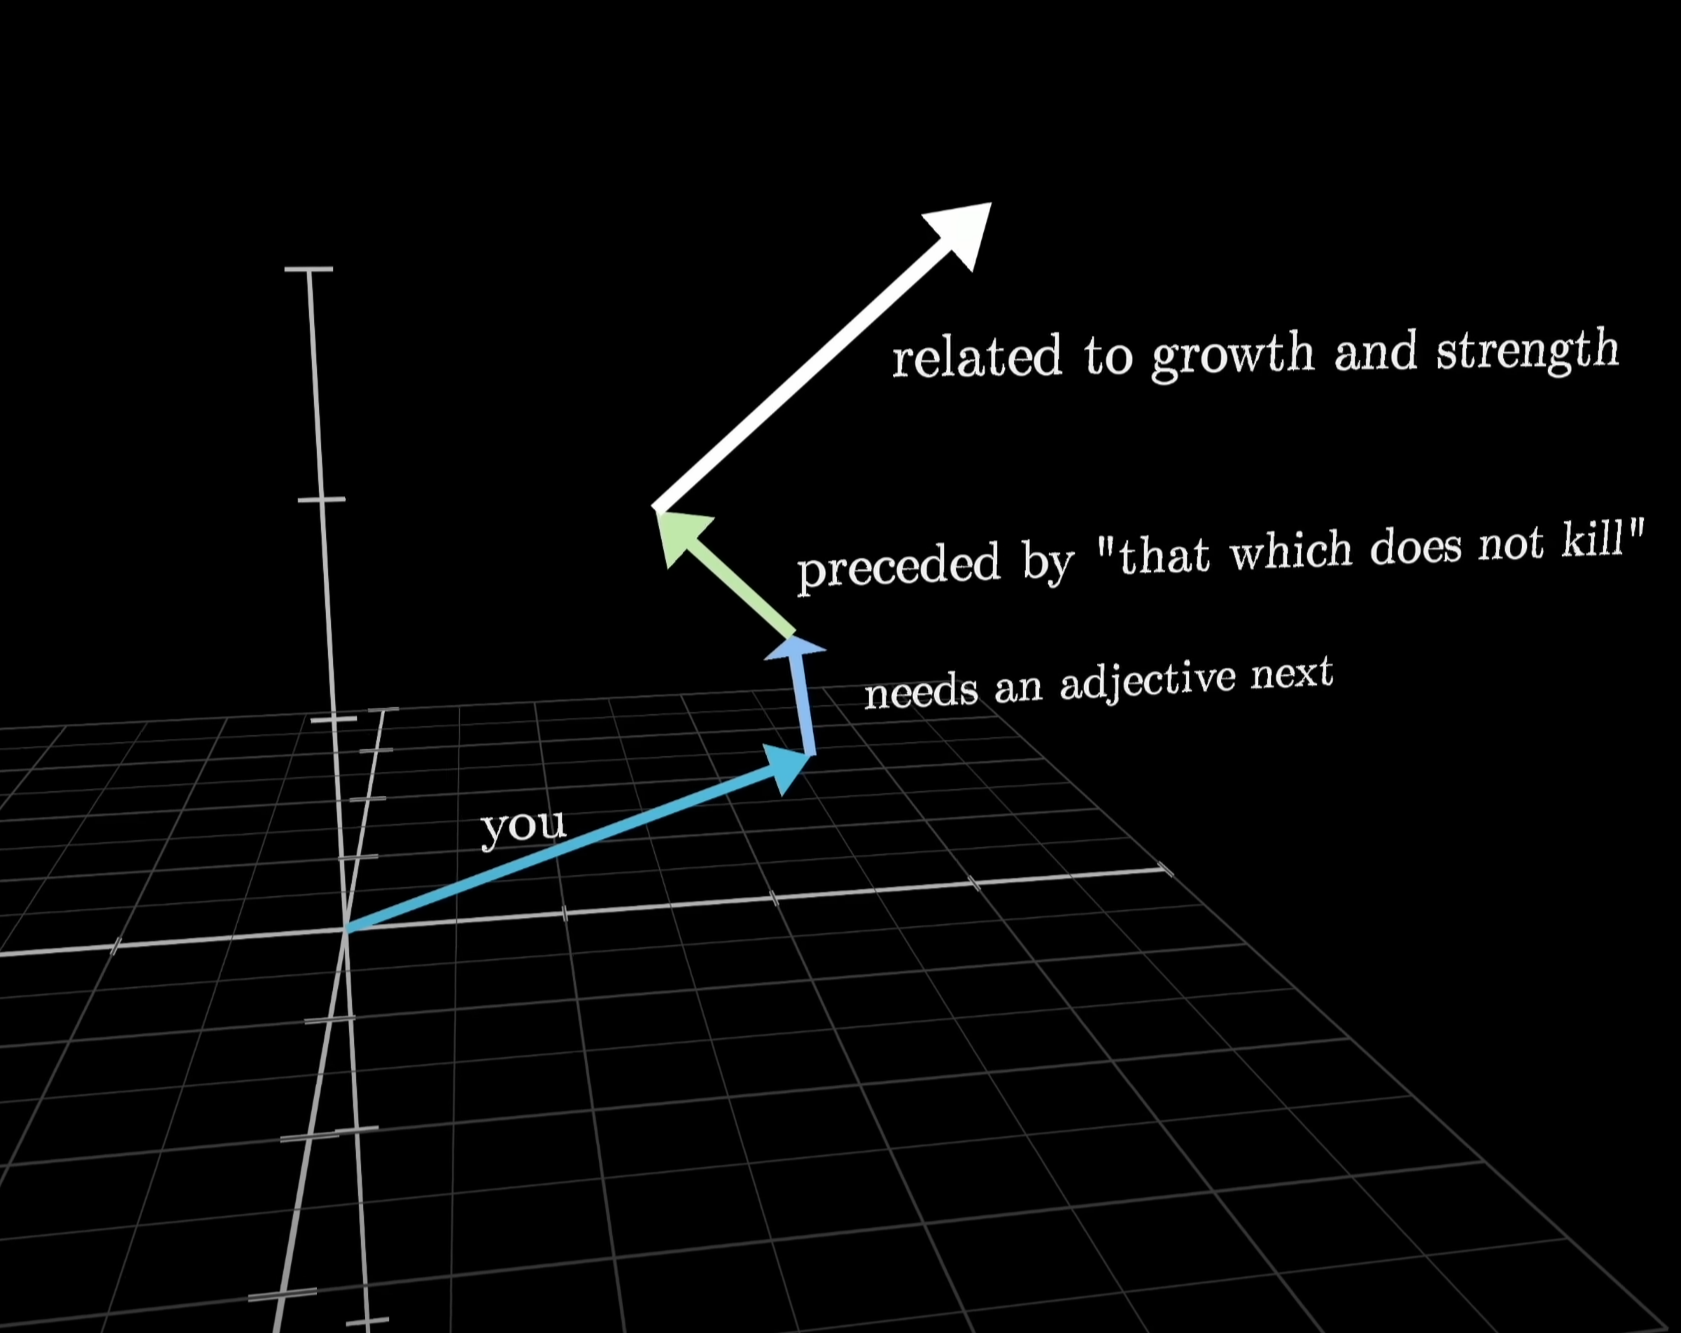 related to growth and strength
preceded by "that which does not kill"
needs an adjective next
you